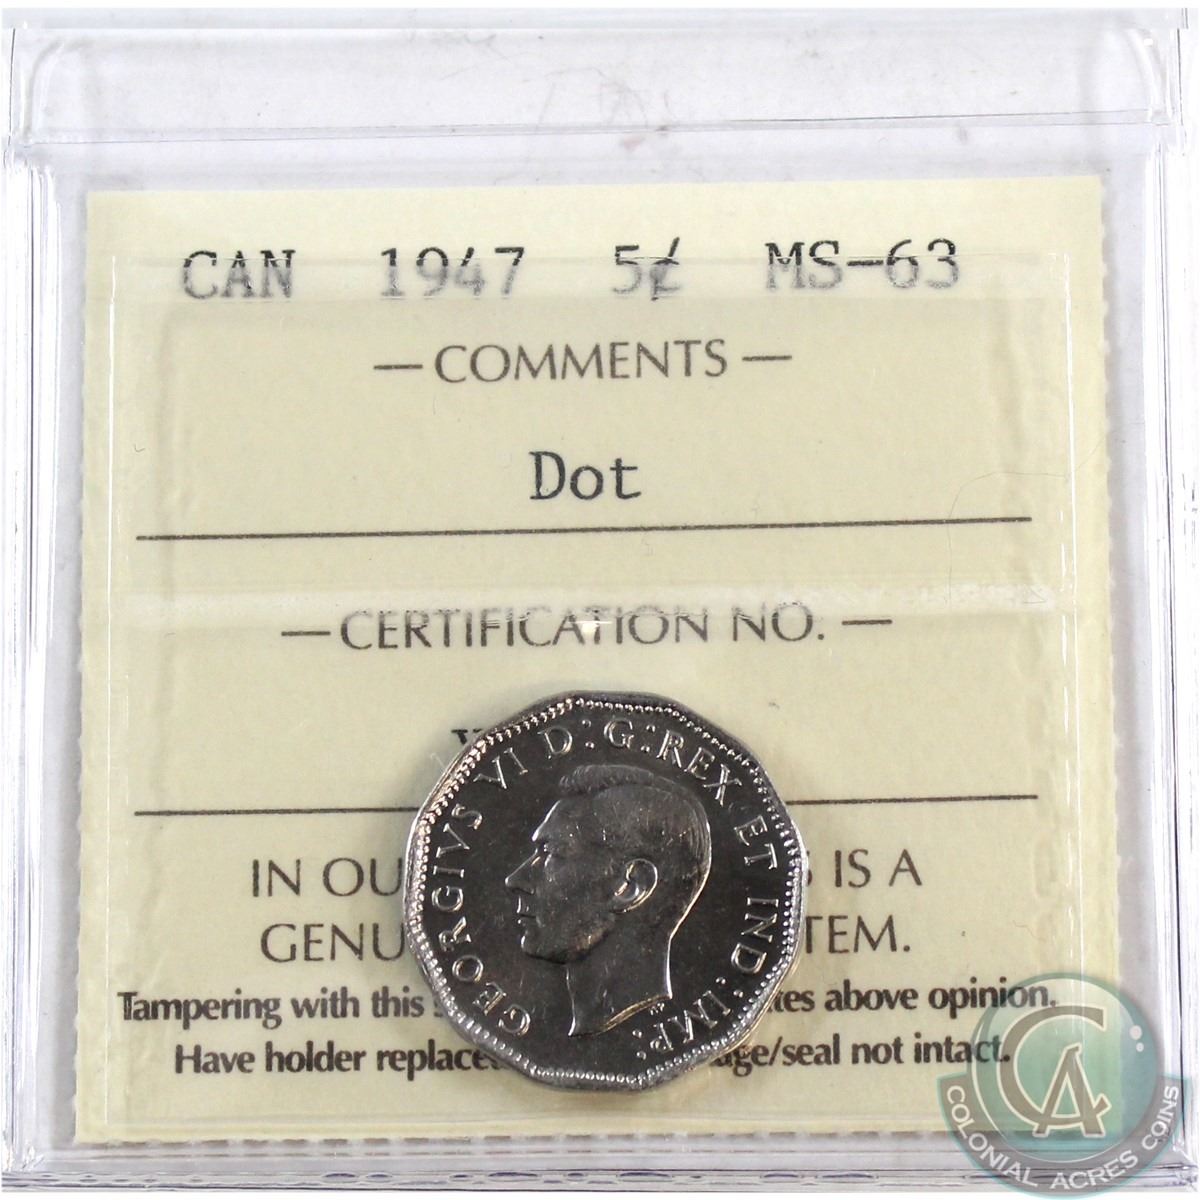 CAN 1947 5¢ MS-63
— COMMENTS —
Dot
— CERTIFICATION NO. —
GEORGIVS VI D:G:REX ET IND:IMP:
IN OU S IS A
GENU TEM.
Tampering with this tes above opinion.
Have holder replace ge/seal not intact.
CA
COLONIAL ACRES COINS